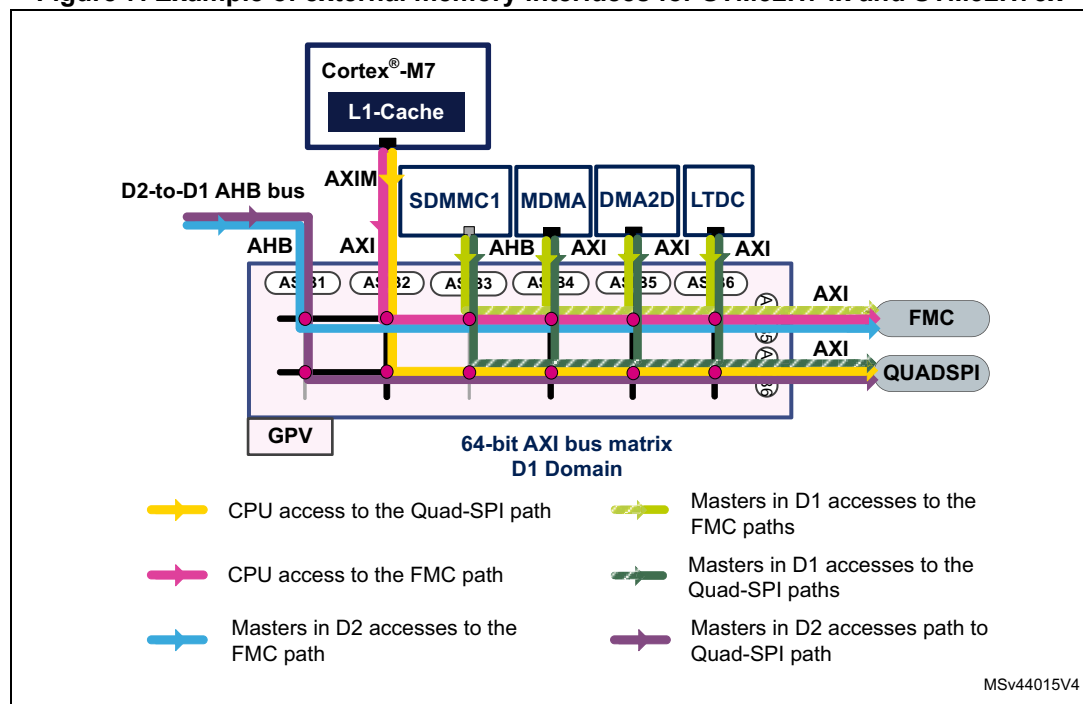 Cortex®-M7
L1-Cache
AXIM
D2-to-D1 AHB bus
SDMMC1
MDMA
DMA2D
LTDC
AHB
AXI
AHB
AXI
AXI
AXI
AXI
FMC
AXI
QUADSPI
GPV
64-bit AXI bus matrix
D1 Domain
CPU access to the Quad-SPI path
CPU access to the FMC path
Masters in D2 accesses to the
FMC path
Masters in D1 accesses to the
FMC paths
Masters in D1 accesses to the
Quad-SPI paths
Masters in D2 accesses path to
Quad-SPI path
MSv44015V4